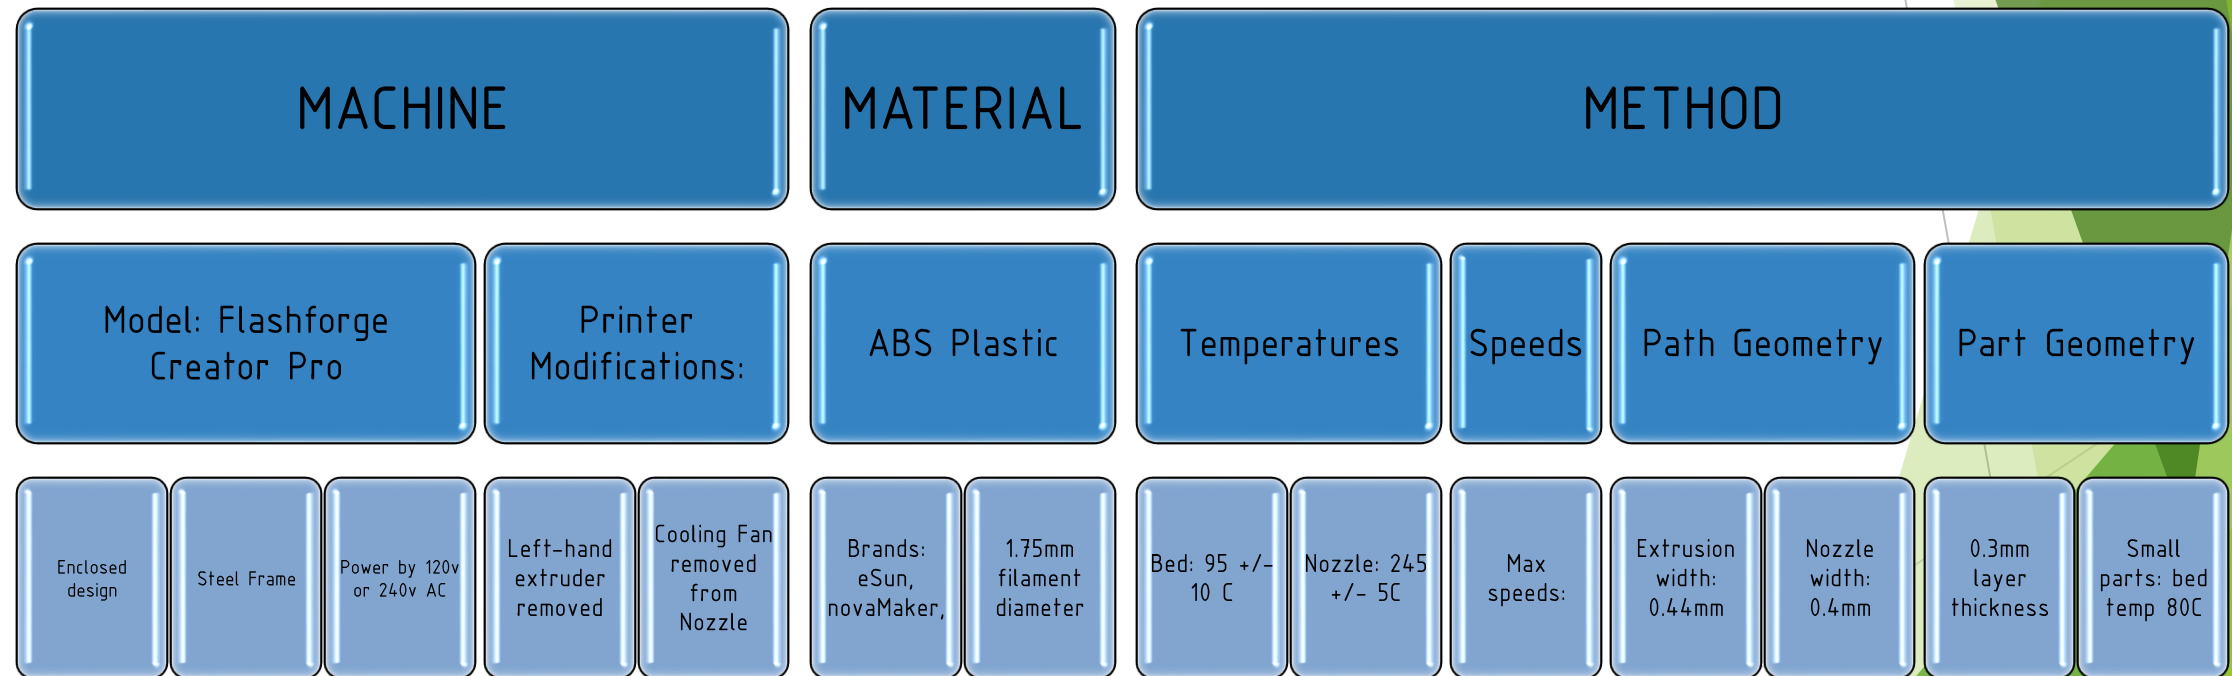 MACHINE
MATERIAL
METHOD
Model: Flashforge
Creator Pro
Printer
Modifications:
ABS Plastic
Temperatures
Speeds
Path Geometry
Part Geometry
Enclosed
design
Steel Frame
Power by 120v
or 240v AC
Left-hand
extruder
removed
Cooling Fan
removed
from
Nozzle
Brands:
eSun,
novaMaker,
1.75mm
filament
diameter
Bed: 95 +/-
10 C
Nozzle: 245
+/- 5C
Max
speeds:
Extrusion
width:
0.44mm
Nozzle
width:
0.4mm
0.3mm
layer
thickness
Small
parts: bed
temp 80C